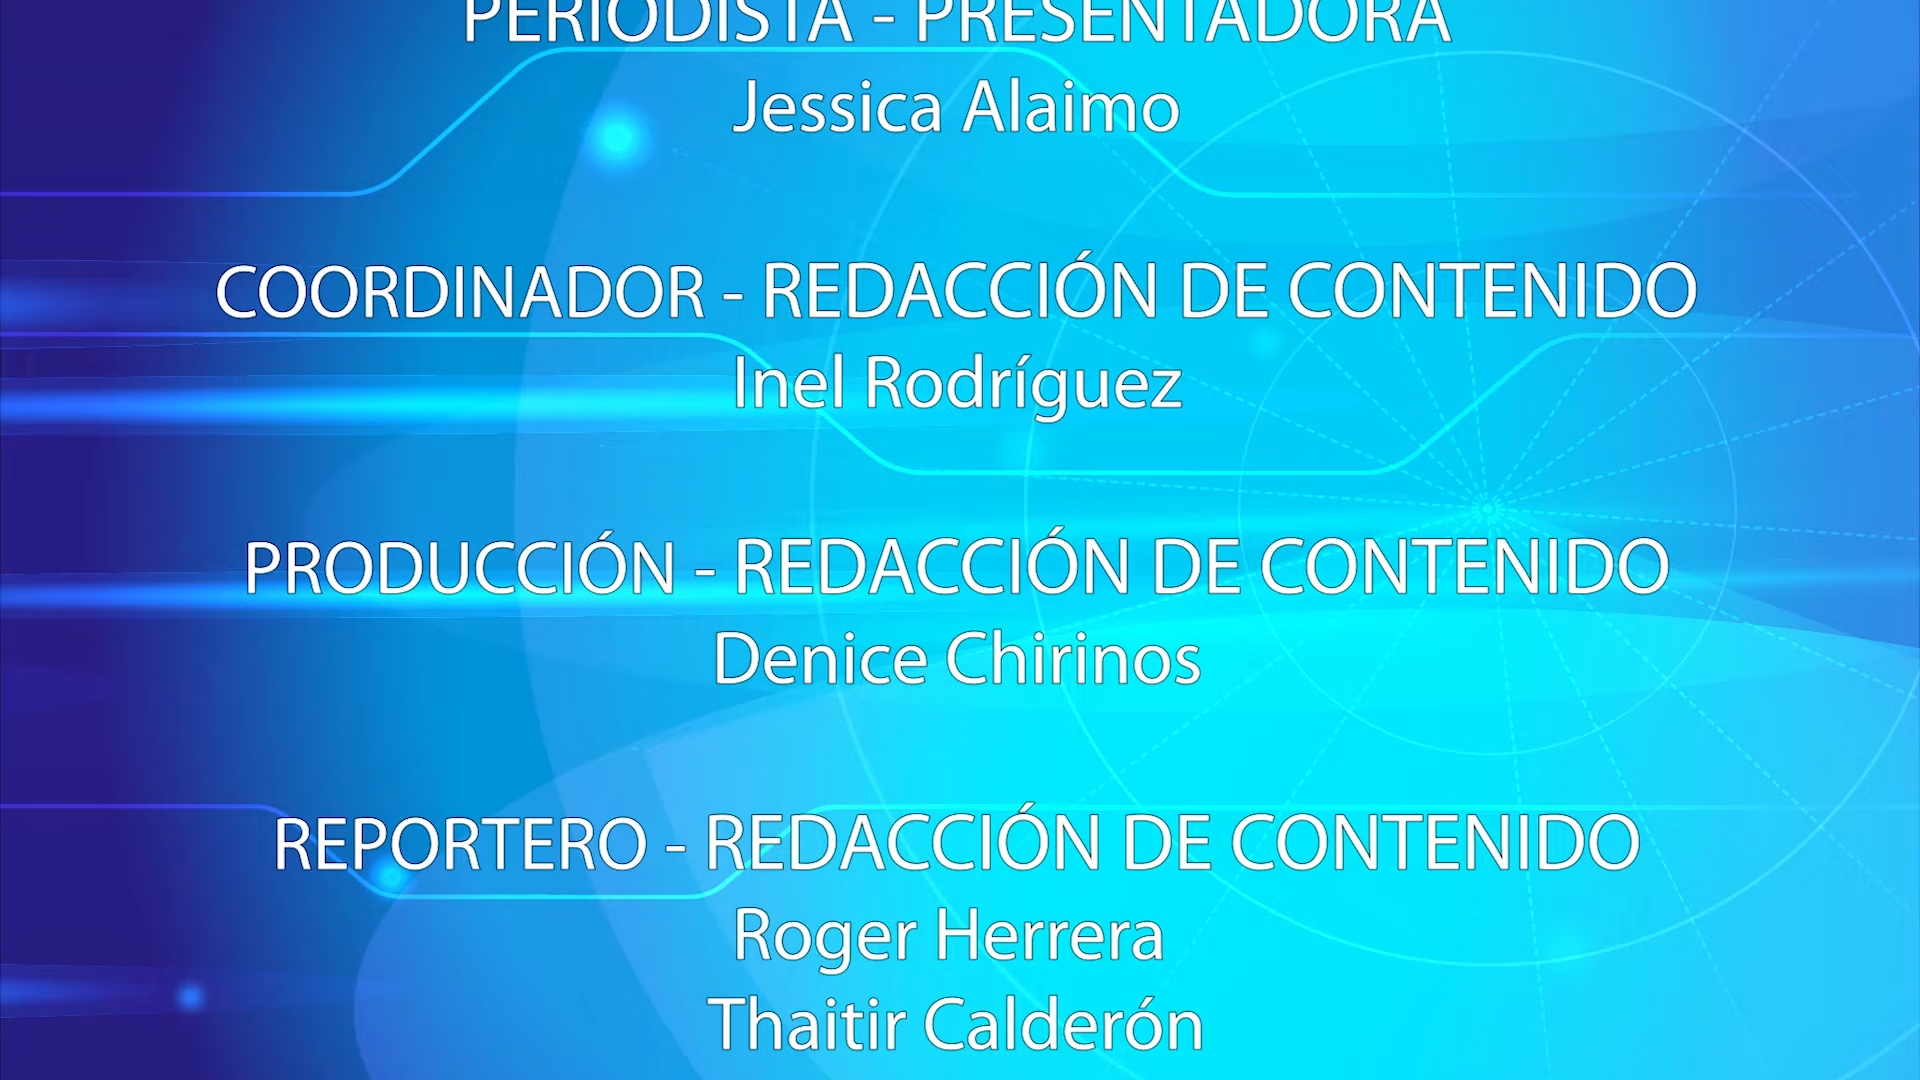 PERIODISTA - PRESENTADORA
Jessica Alaimo
COORDINADOR - REDACCIÓN DE CONTENIDO
Inel Rodríguez
PRODUCCIÓN - REDACCIÓN DE CONTENIDO
Denice Chirinos
REPORTERO - REDACCIÓN DE CONTENIDO
Roger Herrera
Thaitir Calderón